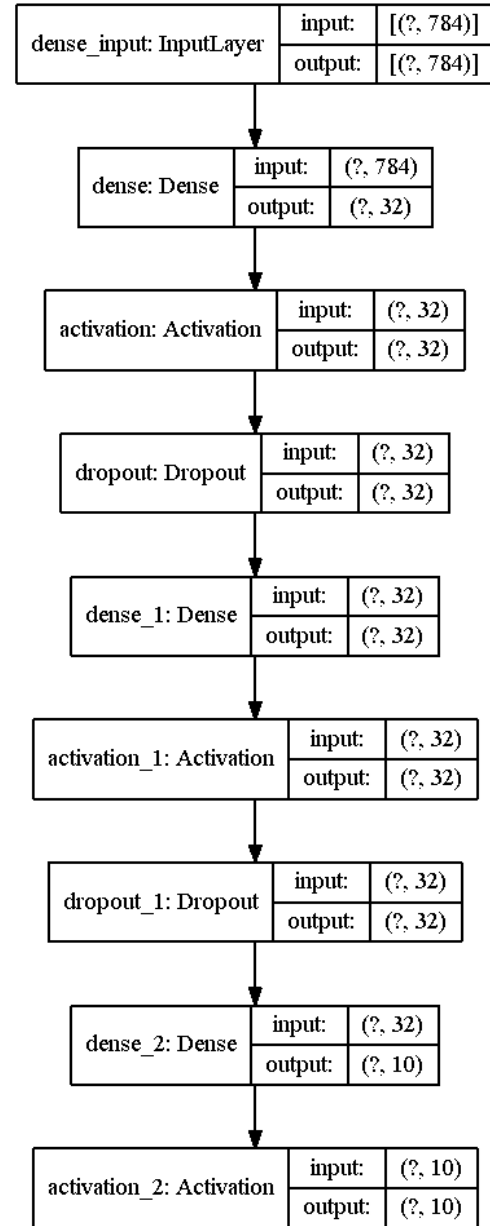 dense_input: InputLayer
input: [(?, 784)]
output: [(?, 784)]
dense: Dense
input: (?, 784)
output: (?, 32)
activation: Activation
input: (?, 32)
output: (?, 32)
dropout: Dropout
input: (?, 32)
output: (?, 32)
dense_1: Dense
input: (?, 32)
output: (?, 32)
activation_1: Activation
input: (?, 32)
output: (?, 32)
dropout_1: Dropout
input: (?, 32)
output: (?, 32)
dense_2: Dense
input: (?, 32)
output: (?, 10)
activation_2: Activation
input: (?, 10)
output: (?, 10)